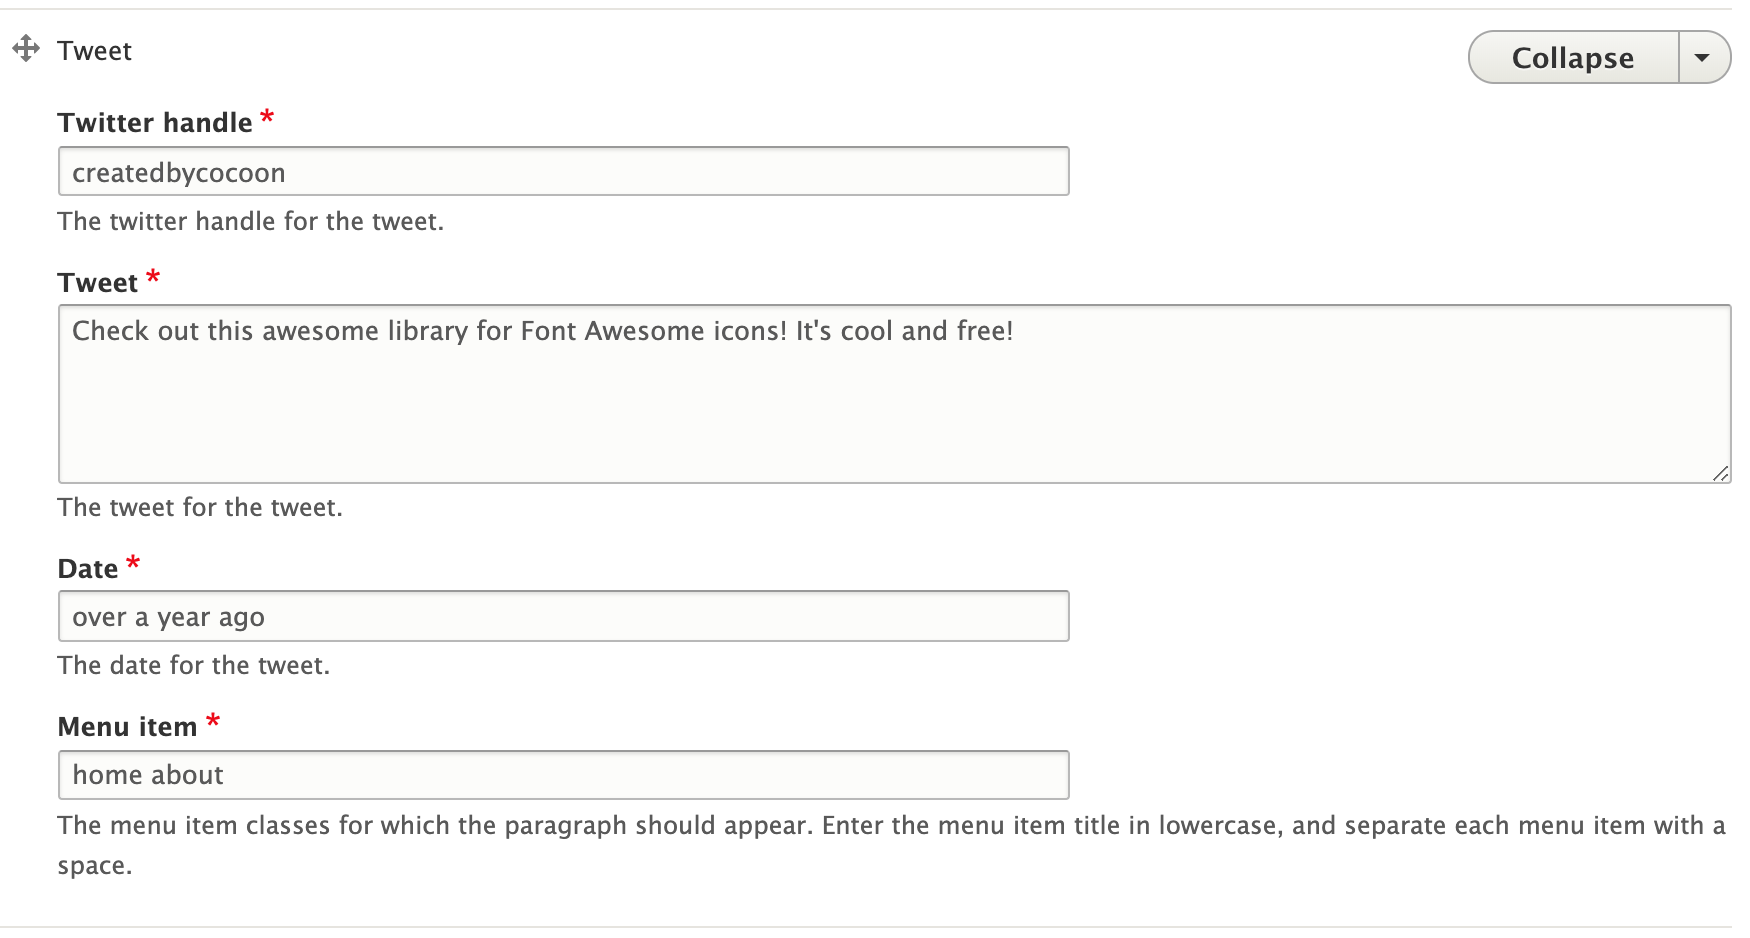 Tweet
Collapse
Twitter handle *
createdbycocoon
The twitter handle for the tweet.
Tweet *
Check out this awesome library for Font Awesome icons! It's cool and free!
The tweet for the tweet.
Date *
over a year ago
The date for the tweet.
Menu item *
home about
The menu item classes for which the paragraph should appear. Enter the menu item title in lowercase, and separate each menu item with a
space.